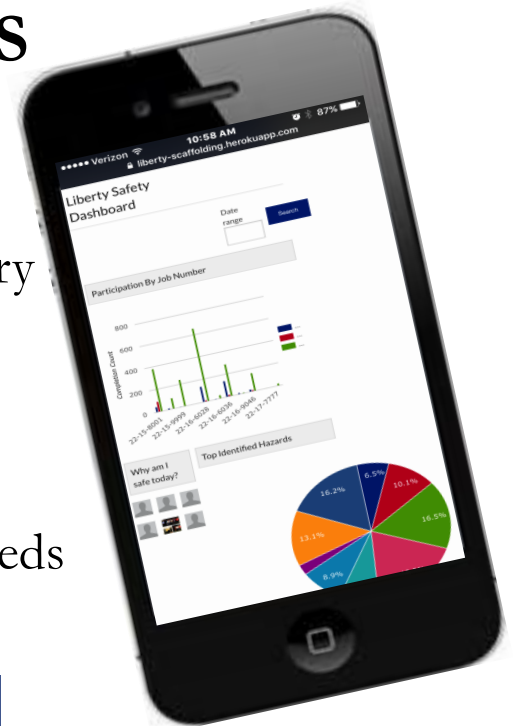 s
ry
eds
Verizon 10:58 AM 87%
liberty-scaffolding.herokuapp.com
Liberty Safety
Dashboard
Date
range
Search
Participation By Job Number
Completion Count
800
600
400
200
0
22-15-8001
22-15-9999
22-16-6028
22-16-6036
22-16-9046
22-17-7777
Why am I
safe today?
Top Identified Hazards
6.5%
10.1%
16.5%
16.2%
13.1%
8.9%